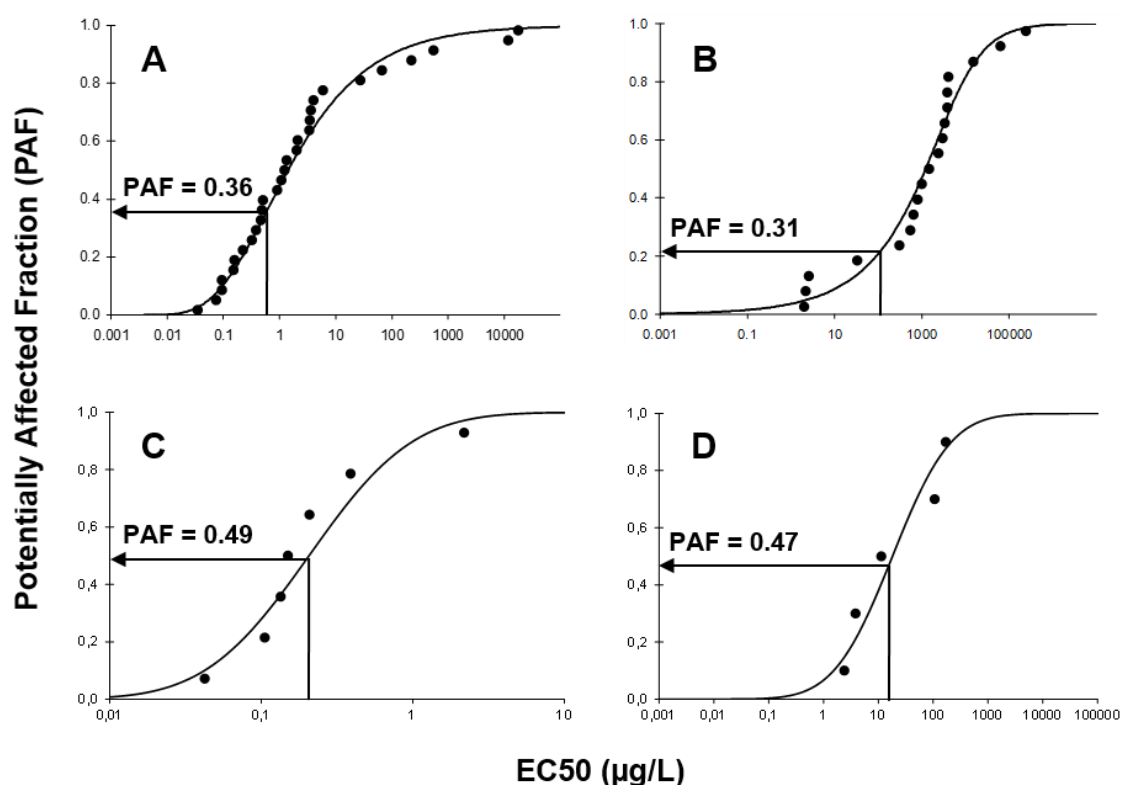 Potentially Affected Fraction (PAF)
A
1.0
0.8
0.6
0.4
0.2
0.0
PAF = 0.36
0.001 0.1 0.1 1 10 100 1000 100000
B
1.0
0.8
0.6
0.4
0.2
0.0
PAF = 0.31
0.001 0.1 10 1000 100000
C
1,0
0,8
0,6
0,4
0,2
0,0
PAF = 0.49
0,01 0,1 1 10
D
1,0
0,8
0,6
0,4
0,2
0,0
PAF = 0.47
0,001 0,01 0,1 1 10 100 1000 10000 100000
EC50 (µg/L)